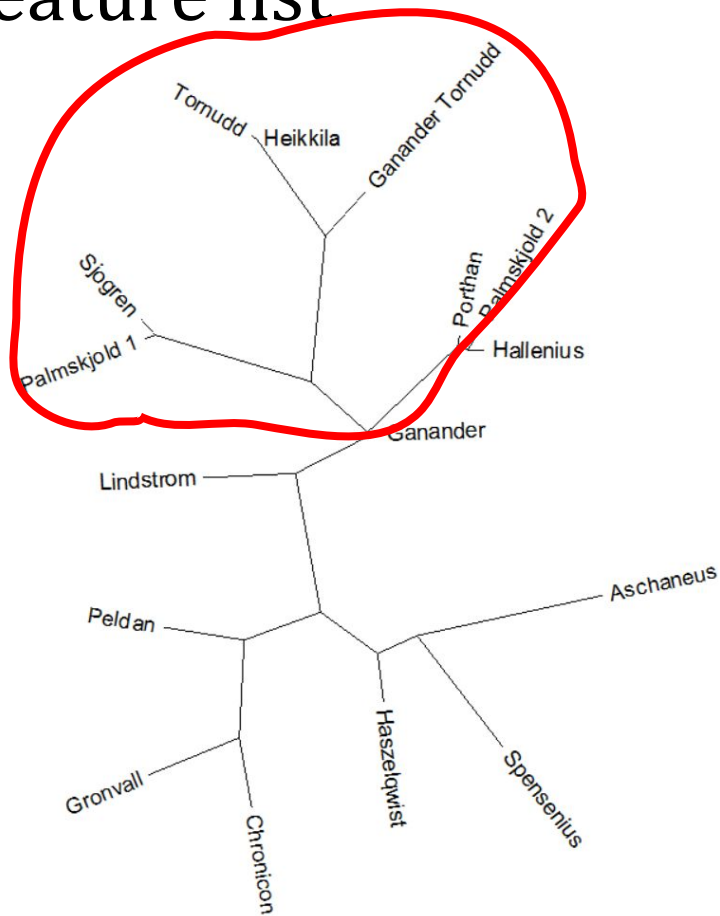 eature list
Tornudd
Heikkila
Ganander Tornudd
Sjogren
Palmskjold 1
Porthan
Palmskjold 2
Hallenius
Ganander
Lindstrom
Aschaneus
Peldan
Haszelqwist
Spensenius
Gronvall
Chronicon